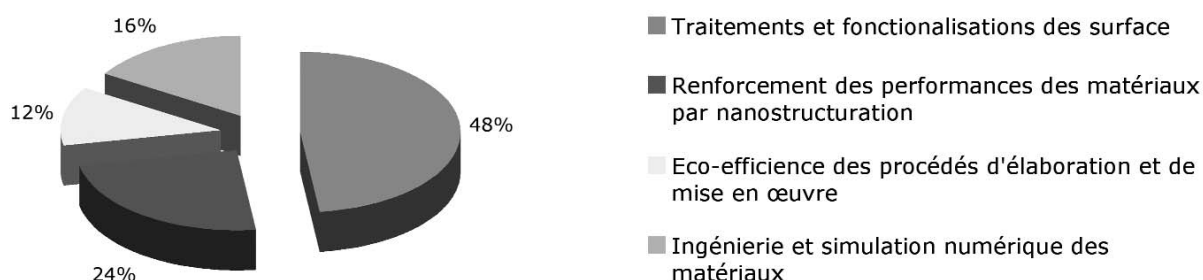 16%
12%
48%
24%
Traitements et fonctionalisations des surface
Renforcement des performances des matériaux
par nanostructuration
Eco-efficience des procédés d'élaboration et de
mise en œuvre
Ingénierie et simulation numérique des
matériaux